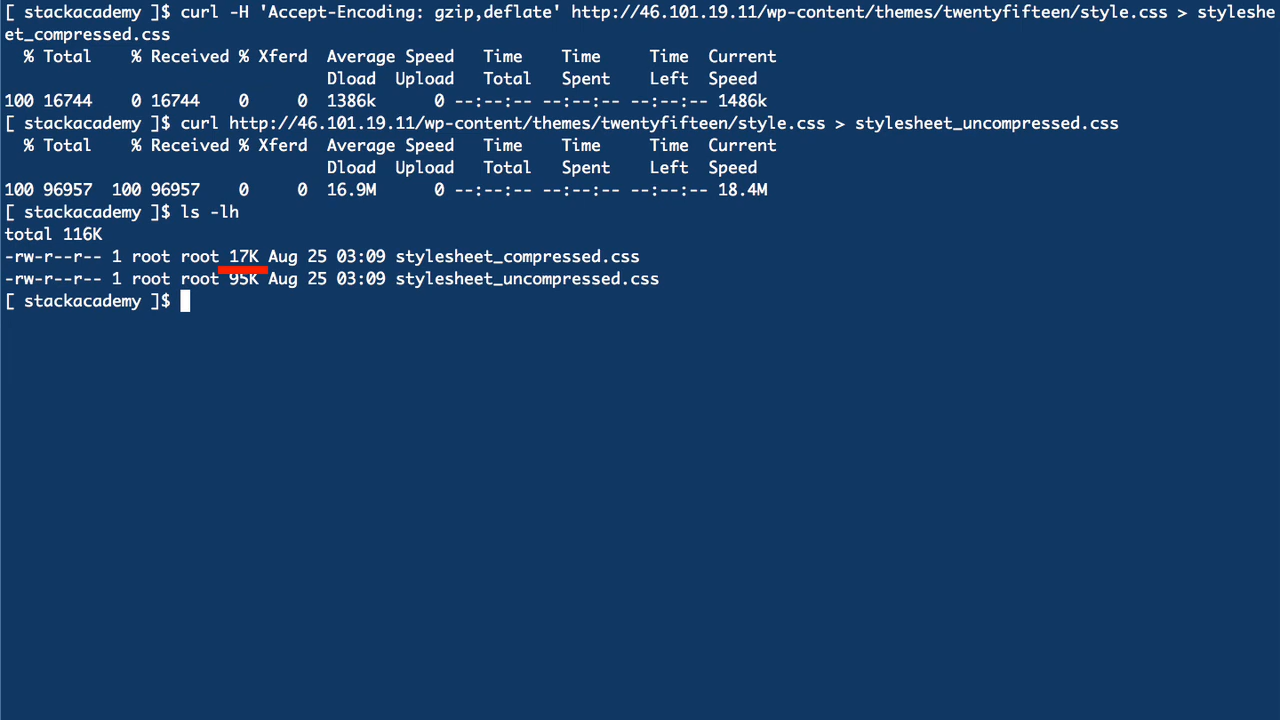 [ stackacademy ]$ curl -H 'Accept-Encoding: gzip,deflate' http://46.101.19.11/wp-content/themes/twentyfifteen/style.css > styleshe
et_compressed.css
% Total % Received % Xferd Average Speed Time Time Time Current
Dload Upload Total Spent Left Speed
100 16744 0 16744 0 0 1386k 0 --:--:-- --:--:-- --:--:-- 1486k
[ stackacademy ]$ curl http://46.101.19.11/wp-content/themes/twentyfifteen/style.css > stylesheet_uncompressed.css
% Total % Received % Xferd Average Speed Time Time Time Current
Dload Upload Total Spent Left Speed
100 96957 100 96957 0 0 16.9M 0 --:--:-- --:--:-- --:--:-- 18.4M
[ stackacademy ]$ ls -lh
total 116K
-rw-r--r-- 1 root root 17K Aug 25 03:09 stylesheet_compressed.css
-rw-r--r-- 1 root root 95K Aug 25 03:09 stylesheet_uncompressed.css
[ stackacademy ]$